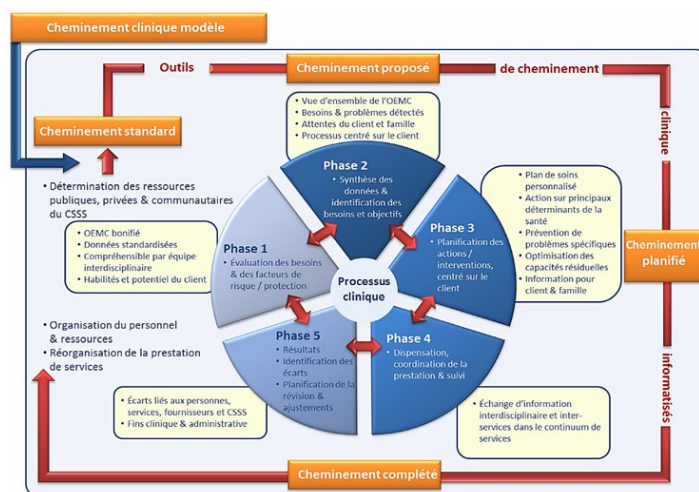 Cheminement clinique modèle
Outils
Cheminement proposé
de cheminement
clinique
Cheminement standard
• Vue d'ensemble de l'OEMC
• Besoins & problèmes détectés
• Attentes du client et famille
• Processus centré sur le client
• Détermination des ressources
publiques, privées & communautaires
du CSSS
• OEMC bonifié
• Données standardisées
• Compréhensible par équipe
interdisciplinaire
• Habilités et potentiel du client
Phase 1
• Évaluation des besoins
& des facteurs de
risque / protection
Phase 2
• Synthèse des
données &
identification des
besoins et objectifs
Phase 3
• Planification des
actions /
interventions,
centré sur le
client
• Plan de soins
personnalisé
• Action sur principaux
déterminants de la
santé
• Prévention de
problèmes spécifiques
• Optimisation des
capacités résiduelles
• Information pour
client & famille
Cheminement
planifié
Processus
clinique
• Organisation du personnel
& ressources
• Réorganisation de la prestation
de services
Phase 5
• Résultats
• Identification des
écarts
• Planification de la
révision &
ajustements
Phase 4
• Dispensation,
coordination de la
prestation & suivi
informatisés
• Écarts liés aux personnes,
services, fournisseurs et CSSS
• Fins clinique & administrative
• Échange d'information
interdisciplinaire et inter-
services dans le continuum de
services
Cheminement complété